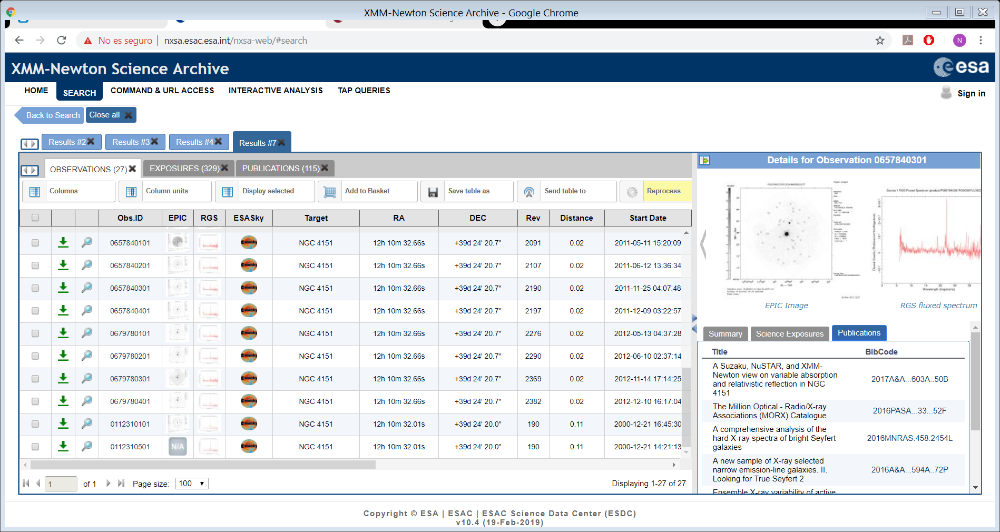 XMM-Newton Science Archive - Google Chrome
No es seguro | nxsa.esac.esa.int/nxsa-web/#search
N
XMM-Newton Science Archive
esa
HOME SEARCH COMMAND & URL ACCESS INTERACTIVE ANALYSIS TAP QUERIES Sign in
Back to Search Close all
Results #2 Results #3 Results #4 Results #7
OBSERVATIONS (27) EXPOSURES (329) PUBLICATIONS (115)
Columns Column units Display selected Add to Basket Save table as Send table to Reprocess
Obs.ID EPIC RGS ESASky Target RA DEC Rev Distance Start Date
0657840101 NGC 4151 12h 10m 32.66s +39d 24' 20.7" 2091 0.02 2011-05-11 15:20:09
0657840201 NGC 4151 12h 10m 32.66s +39d 24' 20.7" 2107 0.02 2011-06-12 13:36:34
0657840301 NGC 4151 12h 10m 32.66s +39d 24' 20.7" 2190 0.02 2011-11-25 04:07:48
0657840401 NGC 4151 12h 10m 32.66s +39d 24' 20.7" 2197 0.02 2011-12-09 03:22:57
0679780101 NGC 4151 12h 10m 32.66s +39d 24' 20.7" 2276 0.02 2012-05-13 04:37:28
0679780201 NGC 4151 12h 10m 32.66s +39d 24' 20.7" 2290 0.02 2012-06-10 02:37:14
0679780301 NGC 4151 12h 10m 32.66s +39d 24' 20.7" 2369 0.02 2012-11-14 17:14:25
0679780401 NGC 4151 12h 10m 32.66s +39d 24' 20.7" 2382 0.02 2012-12-10 16:17:04
0112310101 NGC 4151 12h 10m 32.01s +39d 24' 20.0" 190 0.11 2000-12-21 16:45:30
0112310501 N/A NGC 4151 12h 10m 32.01s +39d 24' 20.0" 190 0.11 2000-12-21 14:21:13
1 of 1 Page size: 100 Displaying 1-27 of 27
Details for Observation 0657840301
Wavelength (Angstroms)
EPIC Image RGS fluxed spectrum
Summary Science Exposures Publications
Title BibCode
A Suzaku, NuSTAR, and XMM-
Newton view on variable absorption
and relativistic reflection in NGC
4151
2017A&A...603A..50B
The Million Optical - Radio/X-ray
Associations (MORX) Catalogue
2016PASA...33...52F
A comprehensive analysis of the
hard X-ray spectra of bright Seyfert
galaxies
2016MNRAS.458.2454L
A new sample of X-ray selected
narrow emission-line galaxies. II.
Looking for True Seyfert 2
2016A&A...594A..72P
Ensemble X-ray variability of active
Copyright © ESA | ESAC | ESAC Science Data Center (ESDC)
v10.4 (19-Feb-2019)